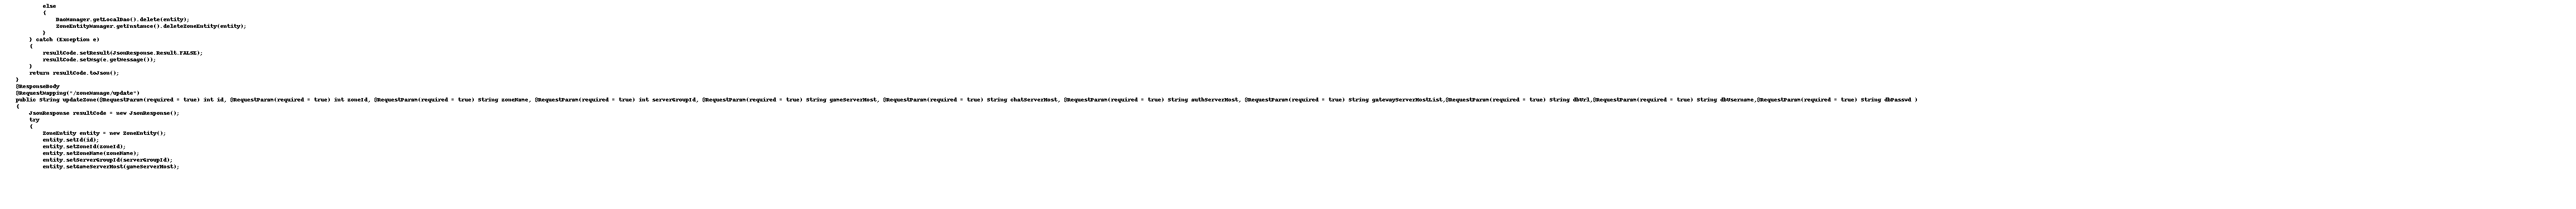 else
{
DaoManager.getLocalDao().delete(entity);
ZoneEntityManager.getInstance().deleteZoneEntity(entity);
}
} catch (Exception e)
{
resultCode.setResult(JsonResponse.Result.FALSE);
resultCode.setMsg(e.getMessage());
}
return resultCode.toJson();
}
@ResponseBody
@RequestMapping("/zoneManage/update")
public String updateZone(@RequestParam(required = true) int id, @RequestParam(required = true) int zoneId, @RequestParam(required = true) String zoneName, @RequestParam(required = true) int serverGroupId, @RequestParam(required = true) String gameServerHost, @RequestParam(required = true) String chatServerHost, @RequestParam(required = true) String authServerHost, @RequestParam(required = true) String gatewayServerHostList,@RequestParam(required = true) String dbUrl,@RequestParam(required = true) String dbUsername,@RequestParam(required = true) String dbPasswd )
{
JsonResponse resultCode = new JsonResponse();
try
{
ZoneEntity entity = new ZoneEntity();
entity.setId(id);
entity.setZoneId(zoneId);
entity.setZoneName(zoneName);
entity.setServerGroupId(serverGroupId);
entity.setGameServerHost(gameServerHost);